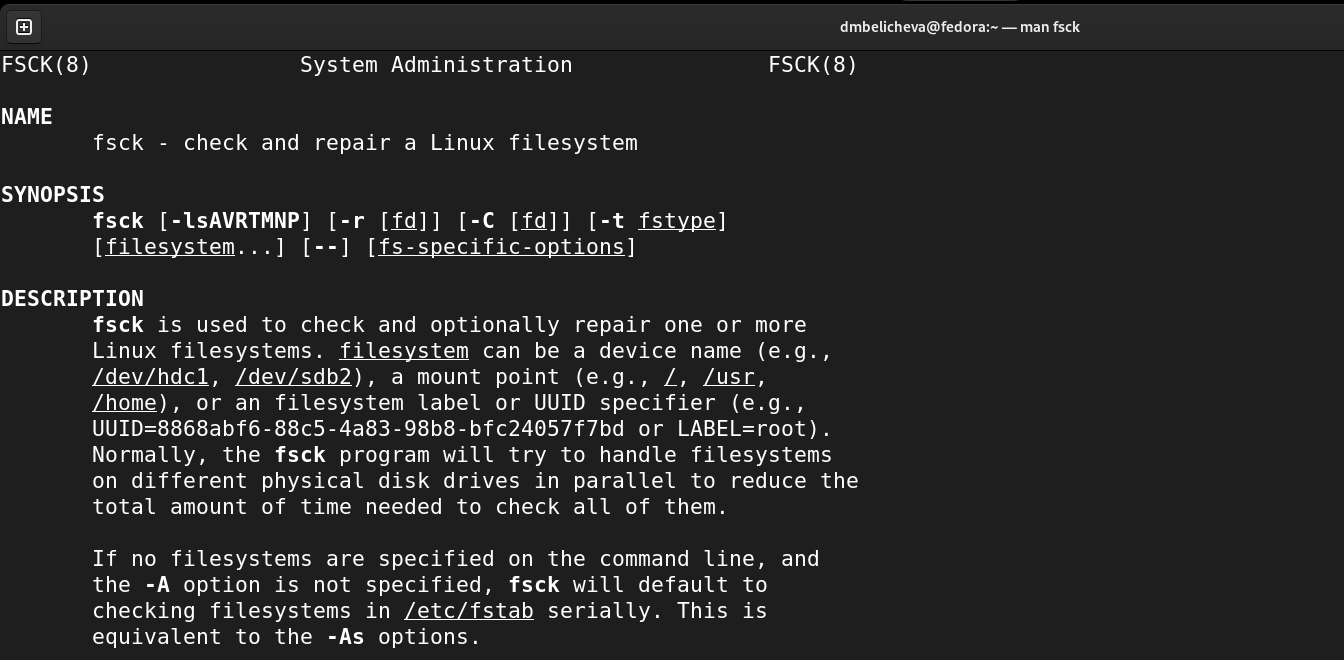 dmbelicheva@fedora:~ — man fsck
FSCK(8) System Administration FSCK(8)
NAME
fsck - check and repair a Linux filesystem
SYNOPSIS
fsck [-lsAVRTMNP] [-r [fd]] [-C [fd]] [-t fstype]
[filesystem...] [--] [fs-specific-options]
DESCRIPTION
fsck is used to check and optionally repair one or more
Linux filesystems. filesystem can be a device name (e.g.,
/dev/hdc1, /dev/sdb2), a mount point (e.g., /, /usr,
/home), or an filesystem label or UUID specifier (e.g.,
UUID=8868abf6-88c5-4a83-98b8-bfc24057f7bd or LABEL=root).
Normally, the fsck program will try to handle filesystems
on different physical disk drives in parallel to reduce the
total amount of time needed to check all of them.
If no filesystems are specified on the command line, and
the -A option is not specified, fsck will default to
checking filesystems in /etc/fstab serially. This is
equivalent to the -As options.